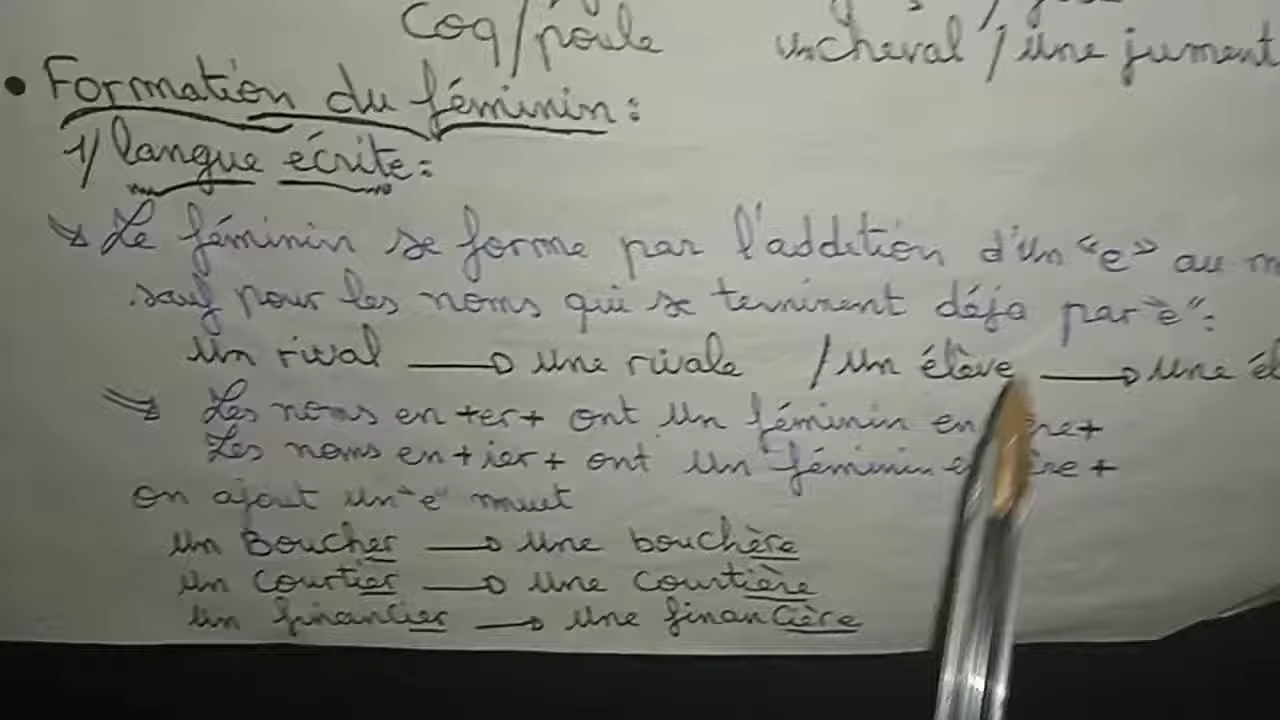 Coq/poule un cheval / une jument
• Formation du féminin:
1/ langue écrite:
Le féminin se forme par l'addition d'un "e" au
sauf pour les noms qui se terminent déja par "e":
un rival → une rivale / un élève → une él
Les noms en +er+ ont un féminin en
Les noms en +ier+ ont un féminin
on ajout un "e" muet
un Boucher → une bouchère
un courtier → une courtière
un financier → une financière